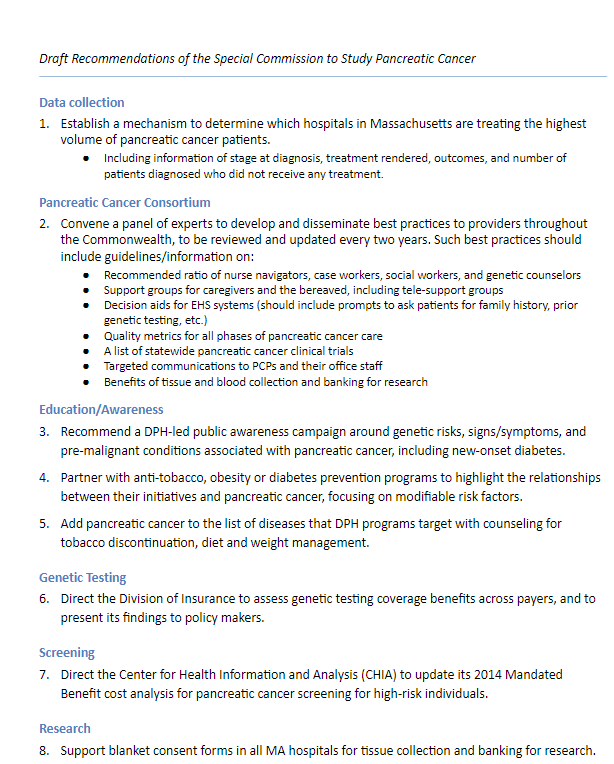 Draft Recommendations of the Special Commission to Study Pancreatic Cancer
Data collection
1. Establish a mechanism to determine which hospitals in Massachusetts are treating the highest
volume of pancreatic cancer patients.
• Including information of stage at diagnosis, treatment rendered, outcomes, and number of
patients diagnosed who did not receive any treatment.
Pancreatic Cancer Consortium
2. Convene a panel of experts to develop and disseminate best practices to providers throughout
the Commonwealth, to be reviewed and updated every two years. Such best practices should
include guidelines/information on:
• Recommended ratio of nurse navigators, case workers, social workers, and genetic counselors
• Support groups for caregivers and the bereaved, including tele-support groups
• Decision aids for EHS systems (should include prompts to ask patients for family history, prior
genetic testing, etc.)
• Quality metrics for all phases of pancreatic cancer care
• A list of statewide pancreatic cancer clinical trials
• Targeted communications to PCPs and their office staff
• Benefits of tissue and blood collection and banking for research
Education/Awareness
3. Recommend a DPH-led public awareness campaign around genetic risks, signs/symptoms, and
pre-malignant conditions associated with pancreatic cancer, including new-onset diabetes.
4. Partner with anti-tobacco, obesity or diabetes prevention programs to highlight the relationships
between their initiatives and pancreatic cancer, focusing on modifiable risk factors.
5. Add pancreatic cancer to the list of diseases that DPH programs target with counseling for
tobacco discontinuation, diet and weight management.
Genetic Testing
6. Direct the Division of Insurance to assess genetic testing coverage benefits across payers, and to
present its findings to policy makers.
Screening
7. Direct the Center for Health Information and Analysis (CHIA) to update its 2014 Mandated
Benefit cost analysis for pancreatic cancer screening for high-risk individuals.
Research
8. Support blanket consent forms in all MA hospitals for tissue collection and banking for research.